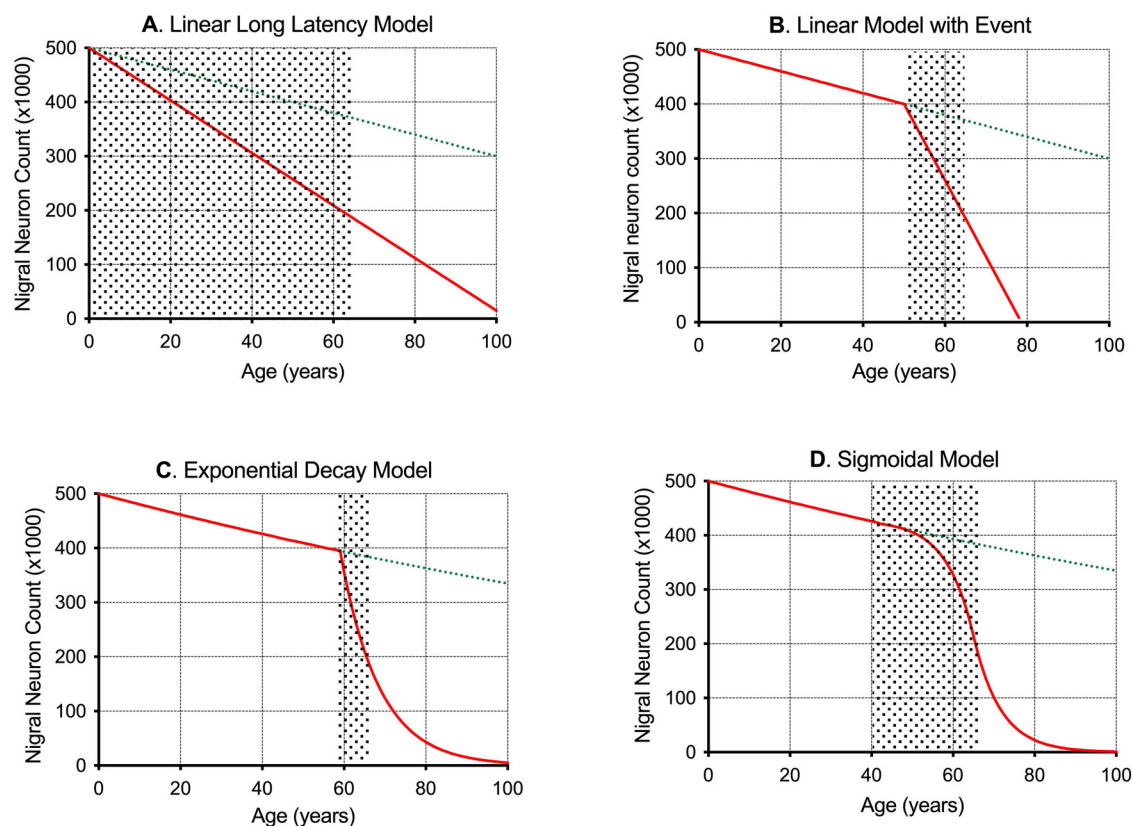 A. Linear Long Latency Model
500
400
300
200
100
0
0 20 40 60 80 100
Nigral Neuron Count (x1000)
Age (years)
B. Linear Model with Event
500
400
300
200
100
0
0 20 40 60 80 100
Nigral neuron count (x1000)
Age (years)
C. Exponential Decay Model
500
400
300
200
100
0
0 20 40 60 80 100
Nigral Neuron Count (x1000)
Age (years)
D. Sigmoidal Model
500
400
300
200
100
0
0 20 40 60 80 100
Nigral Neuron Count (x1000)
Age (years)